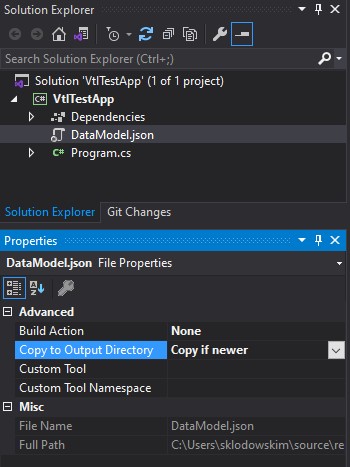 Solution Explorer
Search Solution Explorer (Ctrl+;)
Solution 'VtlTestApp' (1 of 1 project)
C# VtlTestApp
Dependencies
DataModel.json
C# Program.cs
Solution Explorer Git Changes
Properties
DataModel.json File Properties
Advanced
Build Action None
Copy to Output Directory Copy if newer
Custom Tool
Custom Tool Namespace
Misc
File Name DataModel.json
Full Path C:\Users\sklodowskim\source\re